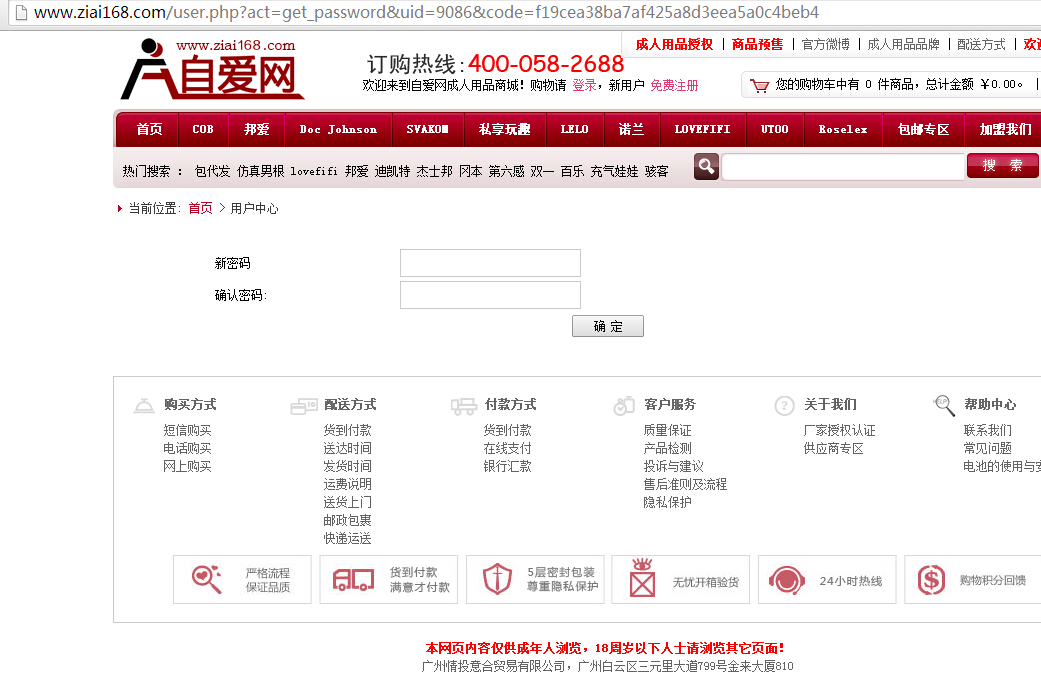 www.ziai168.com/user.php?act=get_password&uid=9086&code=f19cea38ba7af425a8d3eea5a0c4beb4
www.ziai168.com
自爱网
订购热线:400-058-2688
欢迎来到自爱网成人用品商城！购物请 登录，新用户 免费注册
成人用品授权 | 商品预售 | 官方微博 | 成人用品品牌 | 配送方式 | 欢迎
您的购物车中有 0 件商品，总计金额 ￥0.00。 |
首页 COB 邦爱 Doc Johnson SVAKOM 私享玩趣 LELO 诺兰 LOVEFIFI UTOO Roselex 包邮专区 加盟我们
热门搜索 ： 包代发 仿真男根 lovefifi 邦爱 迪凯特 杰士邦 冈本 第六感 双一 百乐 充气娃娃 骇客
搜 索
当前位置: 首页 > 用户中心
新密码
确认密码:
确 定
购买方式
短信购买
电话购买
网上购买
配送方式
货到付款
送达时间
发货时间
运费说明
送货上门
邮政包裹
快递运送
付款方式
货到付款
在线支付
银行汇款
客户服务
质量保证
产品检测
投诉与建议
售后准则及流程
隐私保护
关于我们
厂家授权认证
供应商专区
HELP
帮助中心
联系我们
常见问题
电池的使用与安
严格流程
保证品质
货到付款
满意才付款
5层密封包装
尊重隐私保护
无忧开箱验货
24小时热线
购物积分回馈
本网页内容仅供成年人浏览，18周岁以下人士请浏览其它页面！
广州情投意合贸易有限公司，广州白云区三元里大道799号金来大厦810